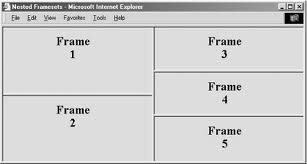 Nested Framesets - Microsoft Internet Explorer
File Edit View Favorites Tools Help
Frame
1
Frame
2
Frame
3
Frame
4
Frame
5